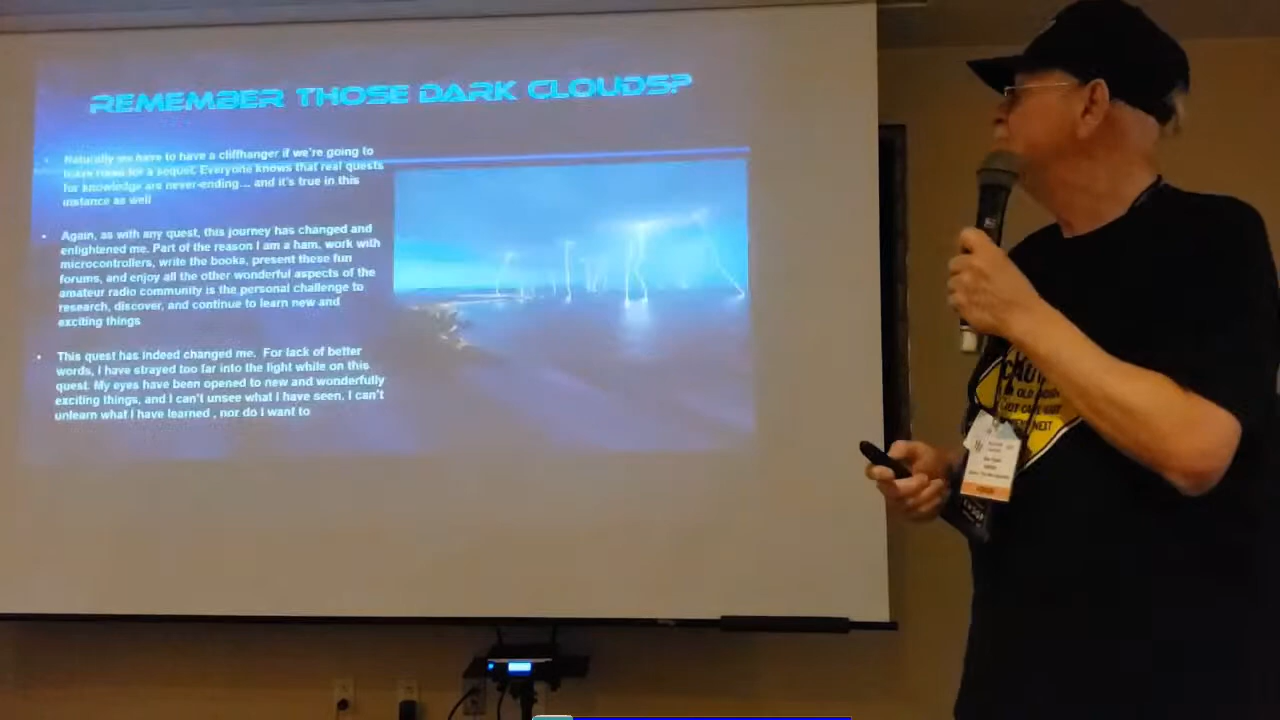 REMEMBER THOSE DARK CLOUDS?
Naturally we have to have a cliffhanger if we're going to
leave room for a sequel. Everyone knows that real quests
for knowledge are never-ending... and it's true in this
instance as well
Again, as with any quest, this journey has changed and
enlightened me. Part of the reason I am a ham, work with
microcontrollers, write the books, present these fun
forums, and enjoy all the other wonderful aspects of the
amateur radio community is the personal challenge to
research, discover, and continue to learn new and
exciting things
This quest has indeed changed me. For lack of better
words, I have strayed too far into the light while on this
quest. My eyes have been opened to new and wonderfully
exciting things, and I can't unsee what I have seen, I can't
unlearn what I have learned , nor do I want to
OLD